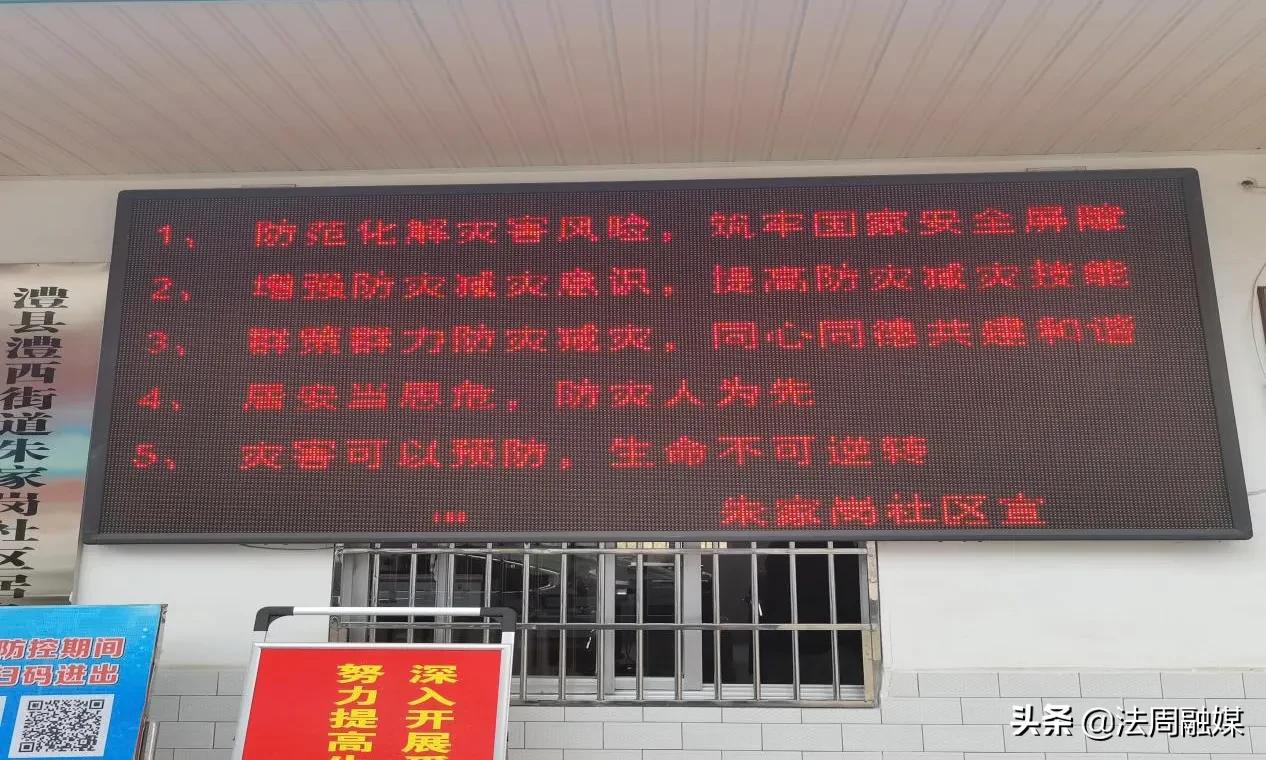 1、 防范化解灾害风险，筑牢国家安全屏障
2、 增强防灾减灾意识，提高防灾减灾技能
3、 群策群力防灾减灾，同心同德共建和谐
4、 居安当思危，防灾人为先
5、 灾害可以预防，生命不可逆转
朱家岗社区宣
澧县澧西街道朱家岗社区居
防控期间
扫码进出
深入开展
努力提高
头条 @法周融媒